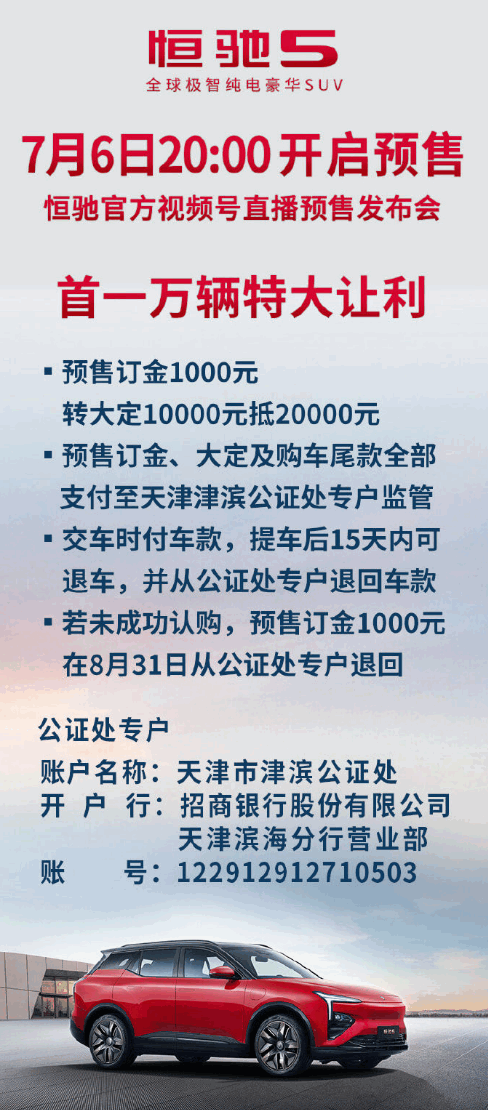 恒驰5
全球极智纯电豪华SUV
7月6日20:00开启预售
恒驰官方视频号直播预售发布会
首一万辆特大让利
▪ 预售订金1000元
转大定10000元抵20000元
▪ 预售订金、大定及购车尾款全部
支付至天津津滨公证处专户监管
▪ 交车时付车款，提车后15天内可
退车，并从公证处专户退回车款
▪ 若未成功认购，预售订金1000元
在8月31日从公证处专户退回
公证处专户
账户名称：天津市津滨公证处
开 户 行：招商银行股份有限公司
天津滨海分行营业部
账 号：122912912710503